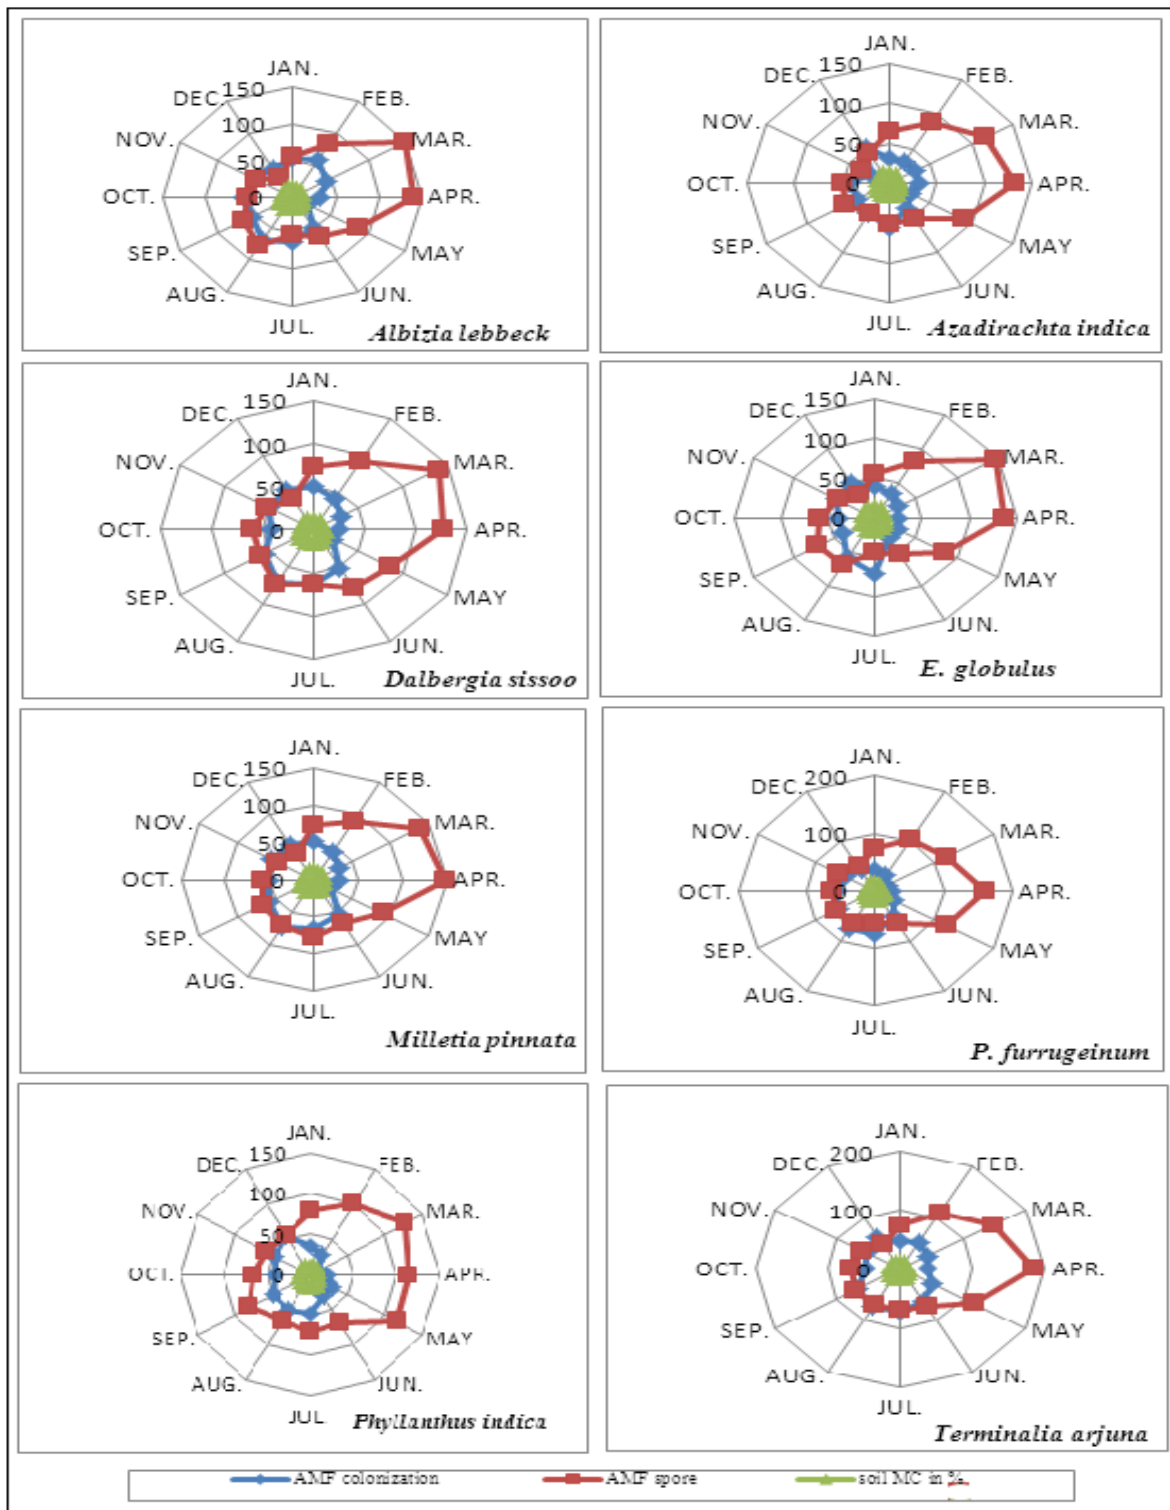 JAN.
150
DEC.
FEB.
100
NOV.
MAR.
50
OCT.
0
APR.
SEP.
MAY
AUG.
JUN.
JUL.
Albizia lebbeck
JAN.
150
DEC.
FEB.
100
NOV.
MAR.
50
OCT.
0
APR.
SEP.
MAY
AUG.
JUN.
JUL.
Azadirachta indica
JAN.
150
DEC.
FEB.
100
NOV.
MAR.
50
OCT.
0
APR.
SEP.
MAY
AUG.
JUN.
JUL.
Dalbergia sissoo
JAN.
150
DEC.
FEB.
100
NOV.
MAR.
50
OCT.
0
APR.
SEP.
MAY
AUG.
JUN.
JUL.
E. globulus
JAN.
150
DEC.
FEB.
100
NOV.
MAR.
50
OCT.
0
APR.
SEP.
MAY
AUG.
JUN.
JUL.
Milletia pinnata
JAN.
200
DEC.
FEB.
100
NOV.
MAR.
OCT.
0
APR.
SEP.
MAY
AUG.
JUN.
JUL.
P. furrugeinum
JAN.
150
DEC.
FEB.
100
NOV.
MAR.
50
OCT.
0
APR.
SEP.
MAY
AUG.
JUN.
JUL.
Phyllanthus indica
JAN.
200
DEC.
FEB.
100
NOV.
MAR.
OCT.
0
APR.
SEP.
MAY
AUG.
JUN.
JUL.
Terminalia arjuna
AMF colonization AMF spore soil MC in %